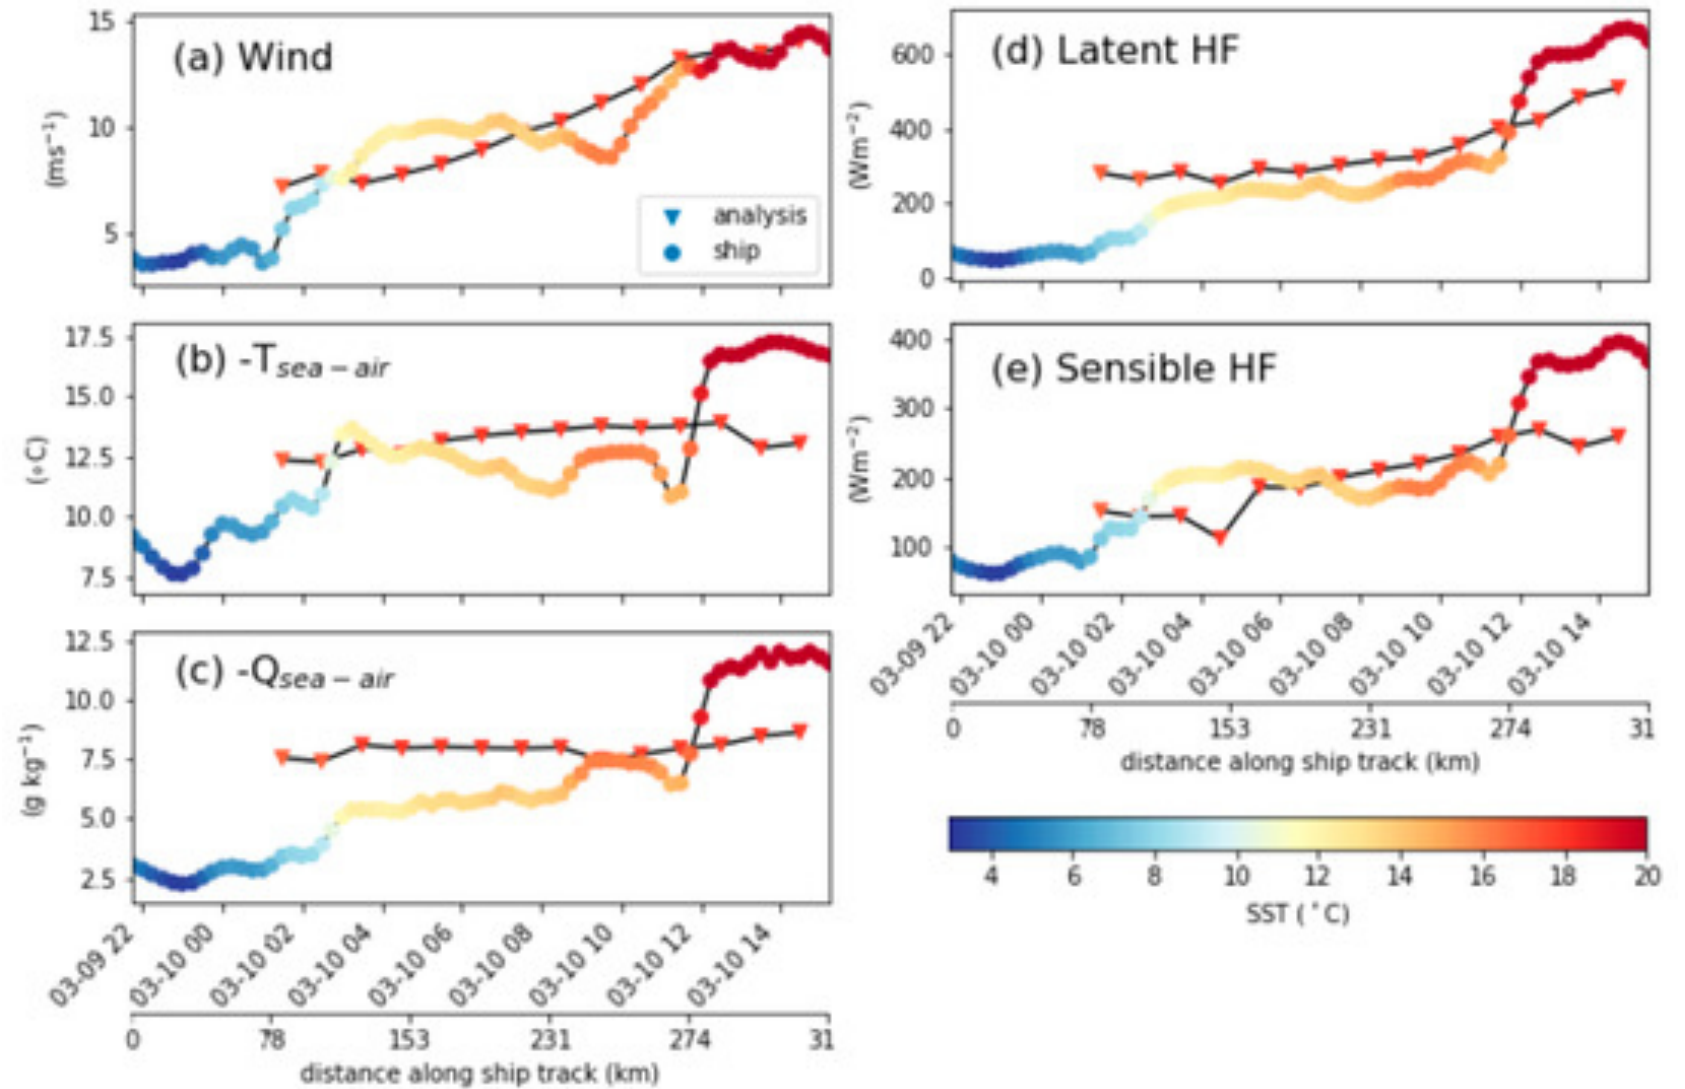 (a) Wind
15
10
5
(ms⁻¹)
analysis
ship
(b) -T_sea-air
17.5
15.0
12.5
10.0
7.5
(∘C)
(c) -Q_sea-air
12.5
10.0
7.5
5.0
2.5
(g kg⁻¹)
03-09 22 03-10 00 03-10 02 03-10 04 03-10 06 03-10 08 03-10 10 03-10 12 03-10 14
0 78 153 231 274 31
distance along ship track (km)
(d) Latent HF
600
400
200
0
(Wm⁻²)
(e) Sensible HF
400
300
200
100
(Wm⁻²)
03-09 22 03-10 00 03-10 02 03-10 04 03-10 06 03-10 08 03-10 10 03-10 12 03-10 14
0 78 153 231 274 31
distance along ship track (km)
4 6 8 10 12 14 16 18 20
SST (°C)